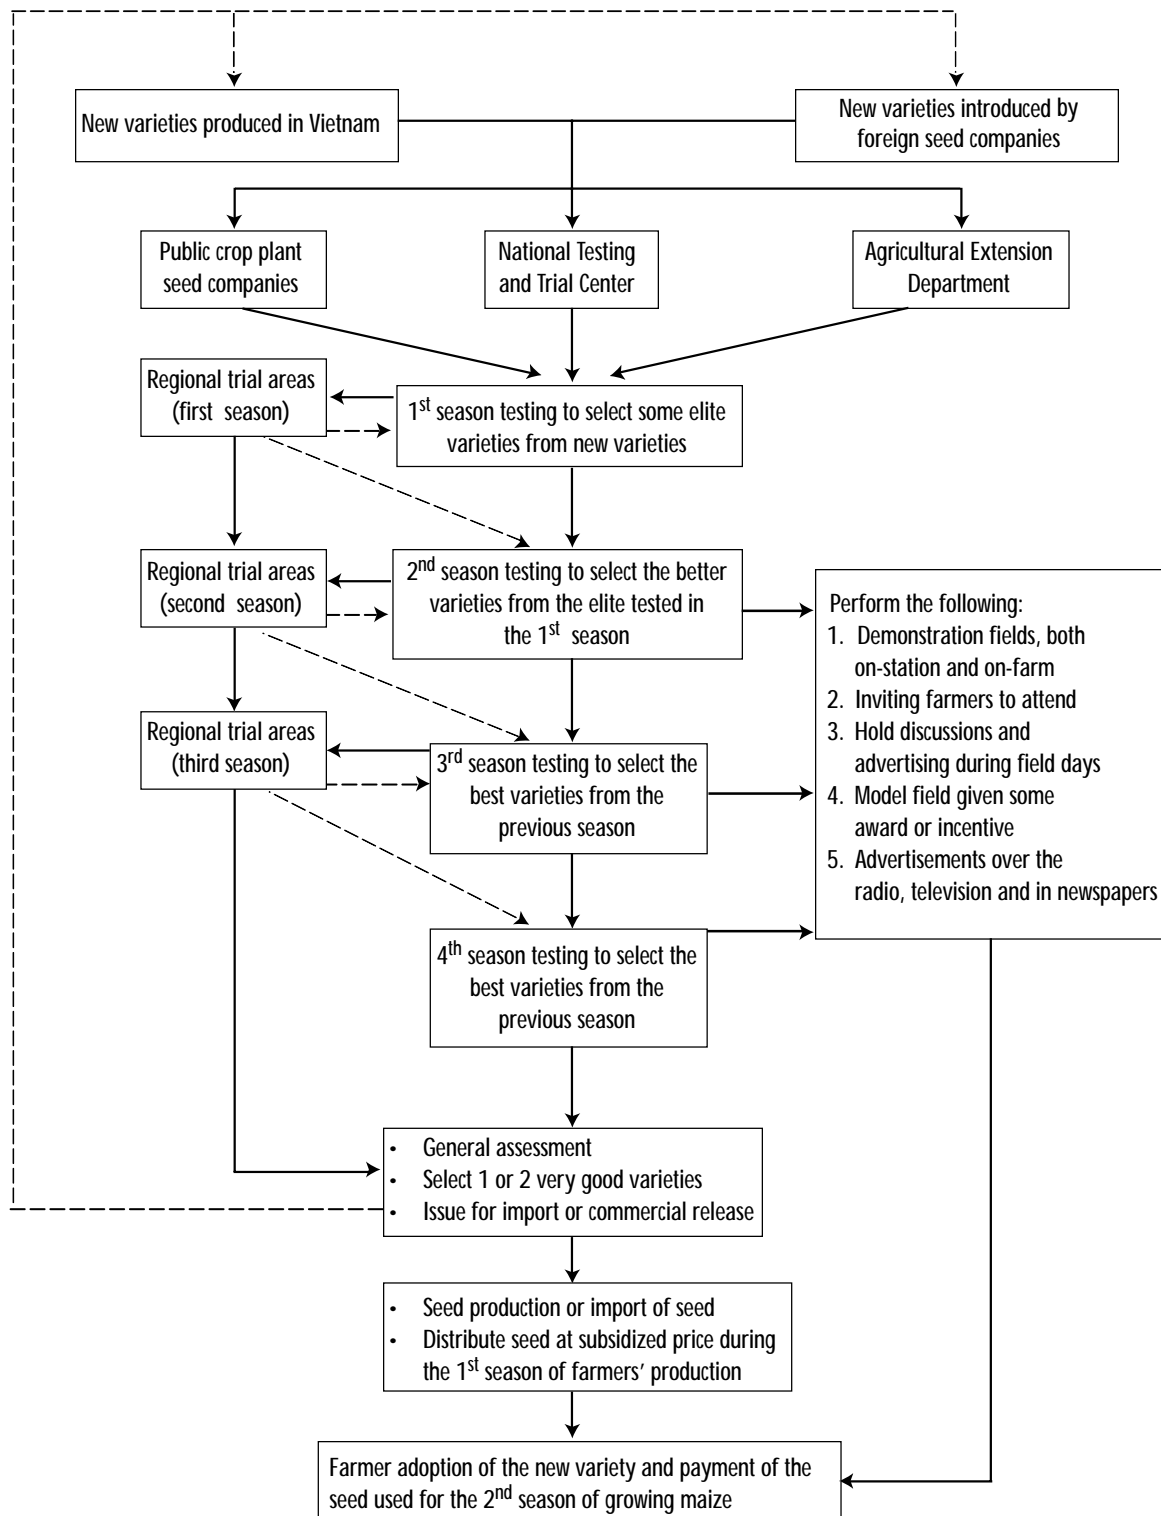 New varieties produced in Vietnam
New varieties introduced by
foreign seed companies
Public crop plant
seed companies
National Testing
and Trial Center
Agricultural Extension
Department
Regional trial areas
(first season)
1st season testing to select some elite
varieties from new varieties
Regional trial areas
(second season)
2nd season testing to select the better
varieties from the elite tested in
the 1st season
Perform the following:
1. Demonstration fields, both
on-station and on-farm
2. Inviting farmers to attend
3. Hold discussions and
advertising during field days
4. Model field given some
award or incentive
5. Advertisements over the
radio, television and in newspapers
Regional trial areas
(third season)
3rd season testing to select the
best varieties from the
previous season
4th season testing to select the
best varieties from the
previous season
• General assessment
• Select 1 or 2 very good varieties
• Issue for import or commercial release
• Seed production or import of seed
• Distribute seed at subsidized price during
the 1st season of farmers’ production
Farmer adoption of the new variety and payment of the
seed used for the 2nd season of growing maize